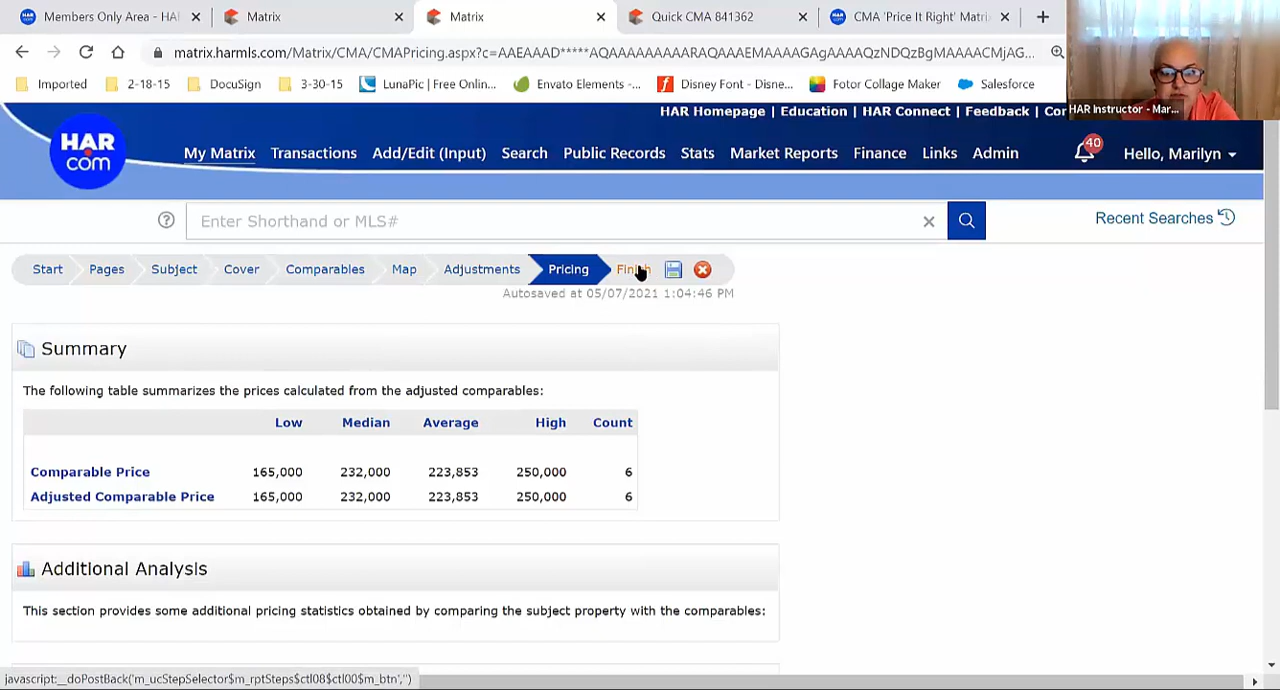 Members Only Area - HAI
Matrix
Matrix
Quick CMA 841362
CMA 'Price It Right' Matri
matrix.harmls.com/Matrix/CMA/CMAPricing.aspx?c=AAEAAAD*****AQAAAAAAAAARAQAAAEMAAAAGAgAAAAQzNDQzBgMAAAACMjAG...
Imported
2-18-15
DocuSign
3-30-15
LunaPic | Free Onlin...
Envato Elements -...
Disney Font - Disne...
Fotor Collage Maker
Salesforce
HAR Instructor - Mar...
HAR Homepage | Education | HAR Connect | Feedback | Cor
HAR
com
My Matrix
Transactions
Add/Edit (Input)
Search
Public Records
Stats
Market Reports
Finance
Links
Admin
40
Hello, Marilyn
Enter Shorthand or MLS#
Recent Searches
Start
Pages
Subject
Cover
Comparables
Map
Adjustments
Pricing
Finish
Autosaved at 05/07/2021 1:04:46 PM
Summary
The following table summarizes the prices calculated from the adjusted comparables:
Low Median Average High Count
Comparable Price 165,000 232,000 223,853 250,000 6
Adjusted Comparable Price 165,000 232,000 223,853 250,000 6
Additional Analysis
This section provides some additional pricing statistics obtained by comparing the subject property with the comparables:
javascript:__doPostBack('m_ucStepSelector$m_rptSteps$ctl08$ctl00$m_btn','')